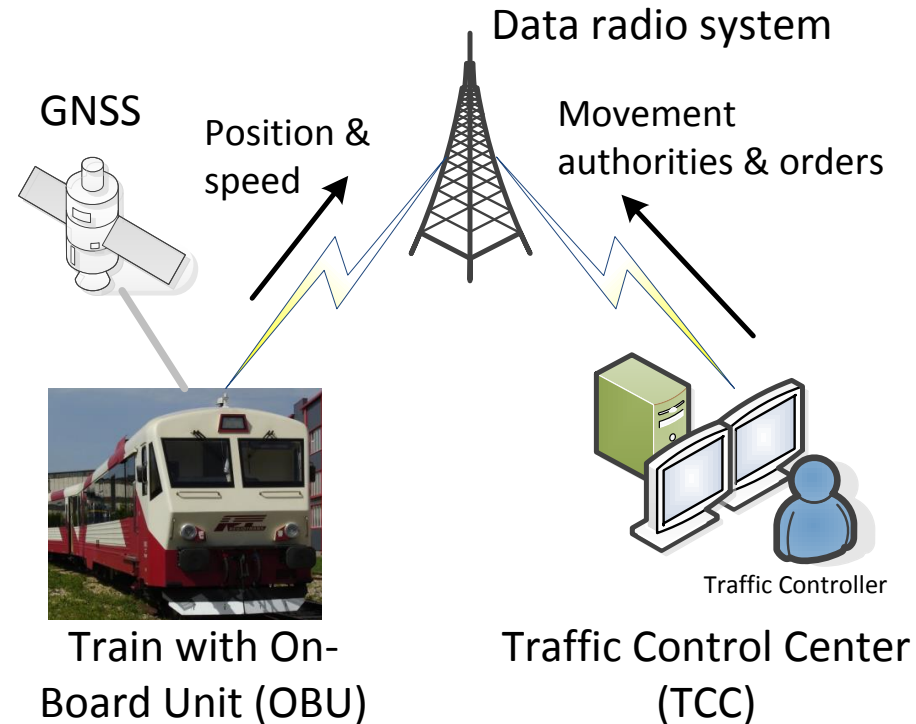 Data radio system
GNSS
Position &
speed
Movement
authorities & orders
Traffic Controller
Train with On-
Board Unit (OBU)
Traffic Control Center
(TCC)